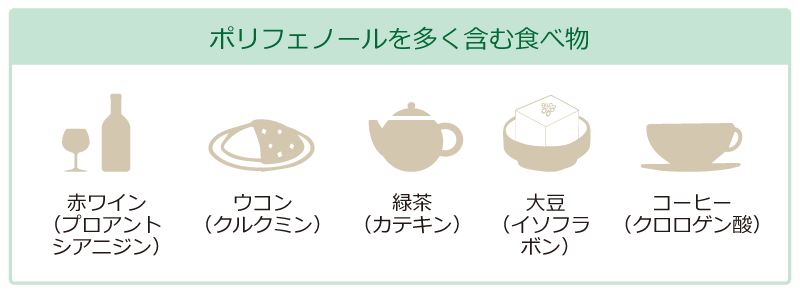 ポリフェノールを多く含む食べ物
赤ワイン
（プロアント
シアニジン）
ウコン
（クルクミン）
緑茶
（カテキン）
大豆
（イソフラ
ボン）
コーヒー
（クロロゲン酸）